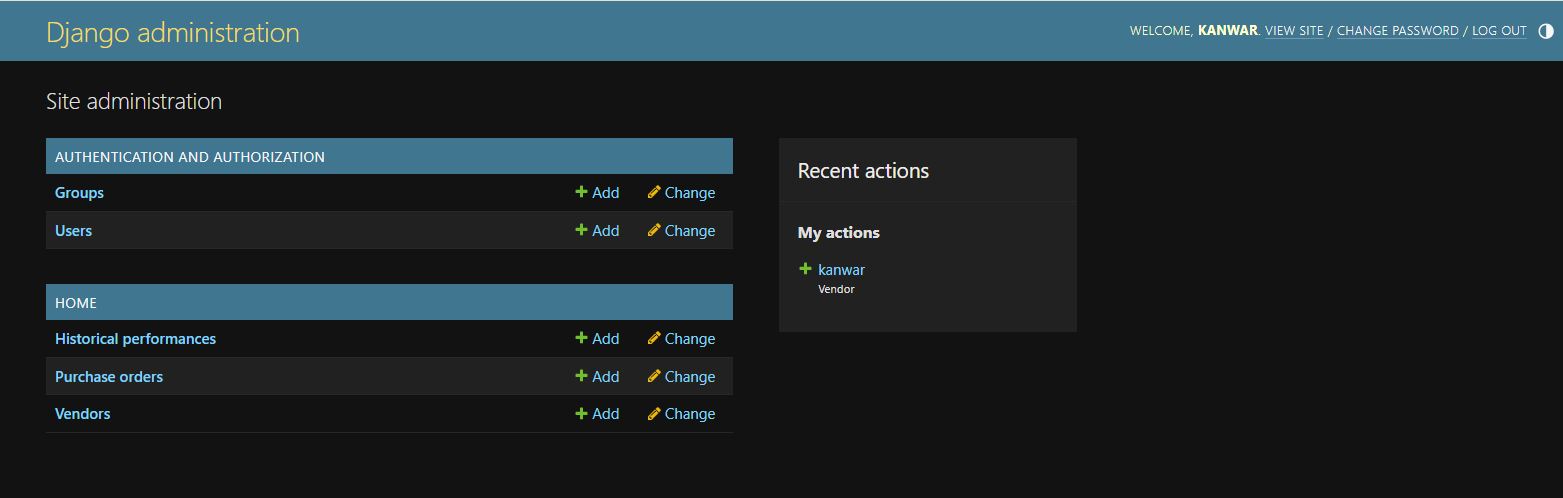 Django administration
WELCOME, KANWAR. VIEW SITE / CHANGE PASSWORD / LOG OUT
Site administration
AUTHENTICATION AND AUTHORIZATION
Groups Add Change
Users Add Change
HOME
Historical performances Add Change
Purchase orders Add Change
Vendors Add Change
Recent actions
My actions
kanwar
Vendor